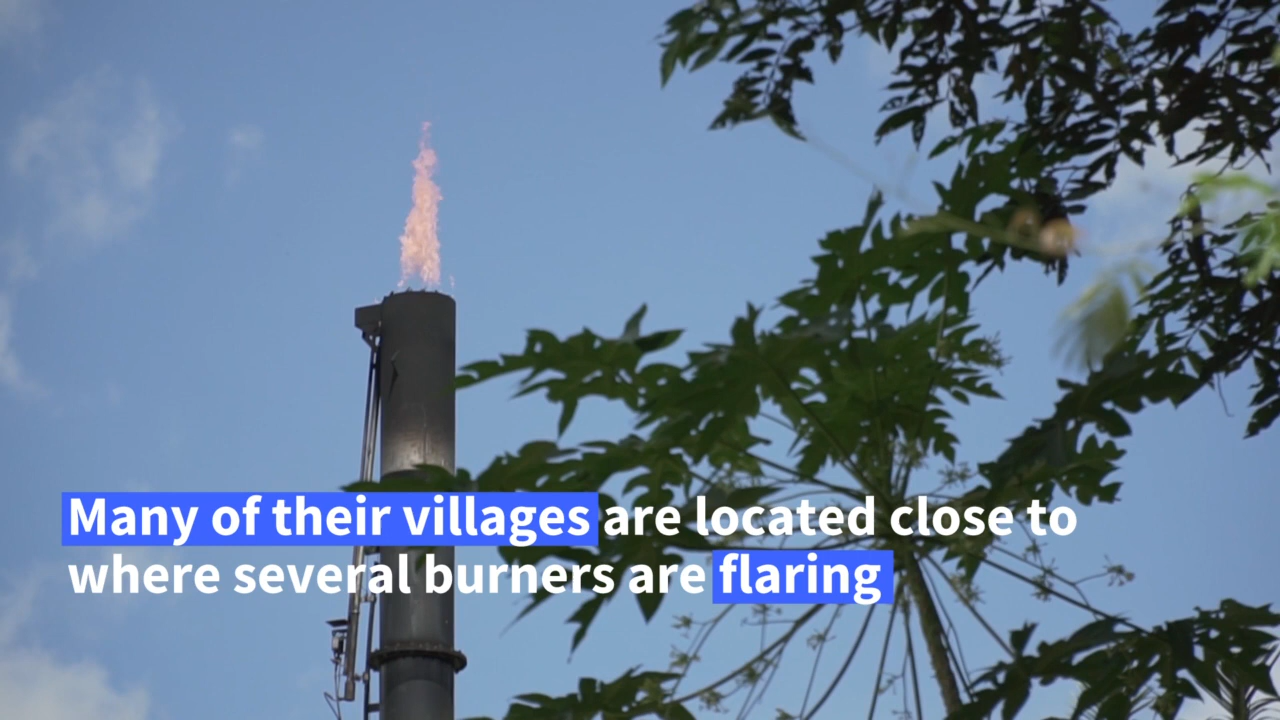 Many of their villages are located close to
where several burners are flaring